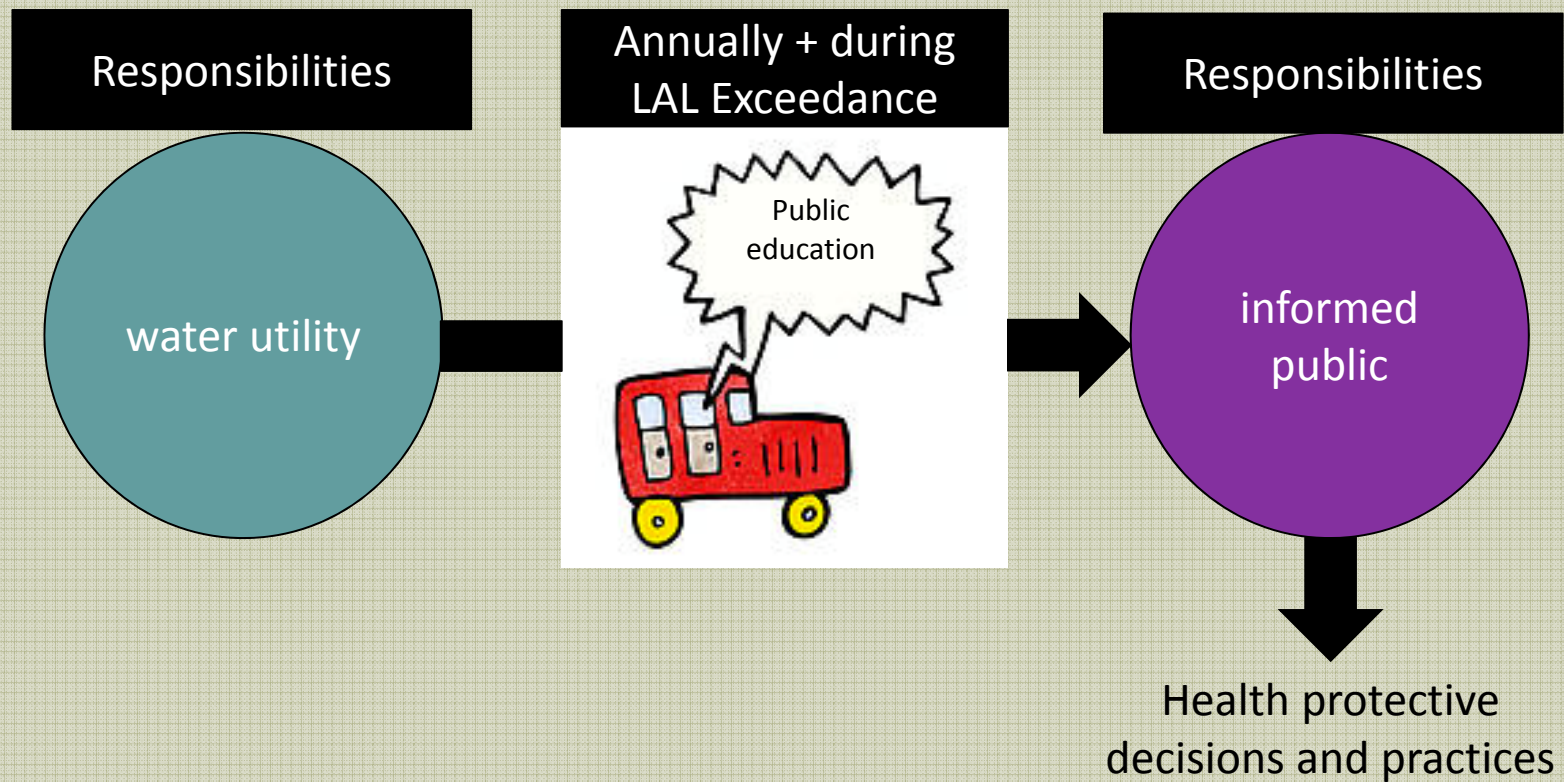 Responsibilities
Annually + during
LAL Exceedance
Responsibilities
Public
education
water utility
informed
public
Health protective
decisions and practices